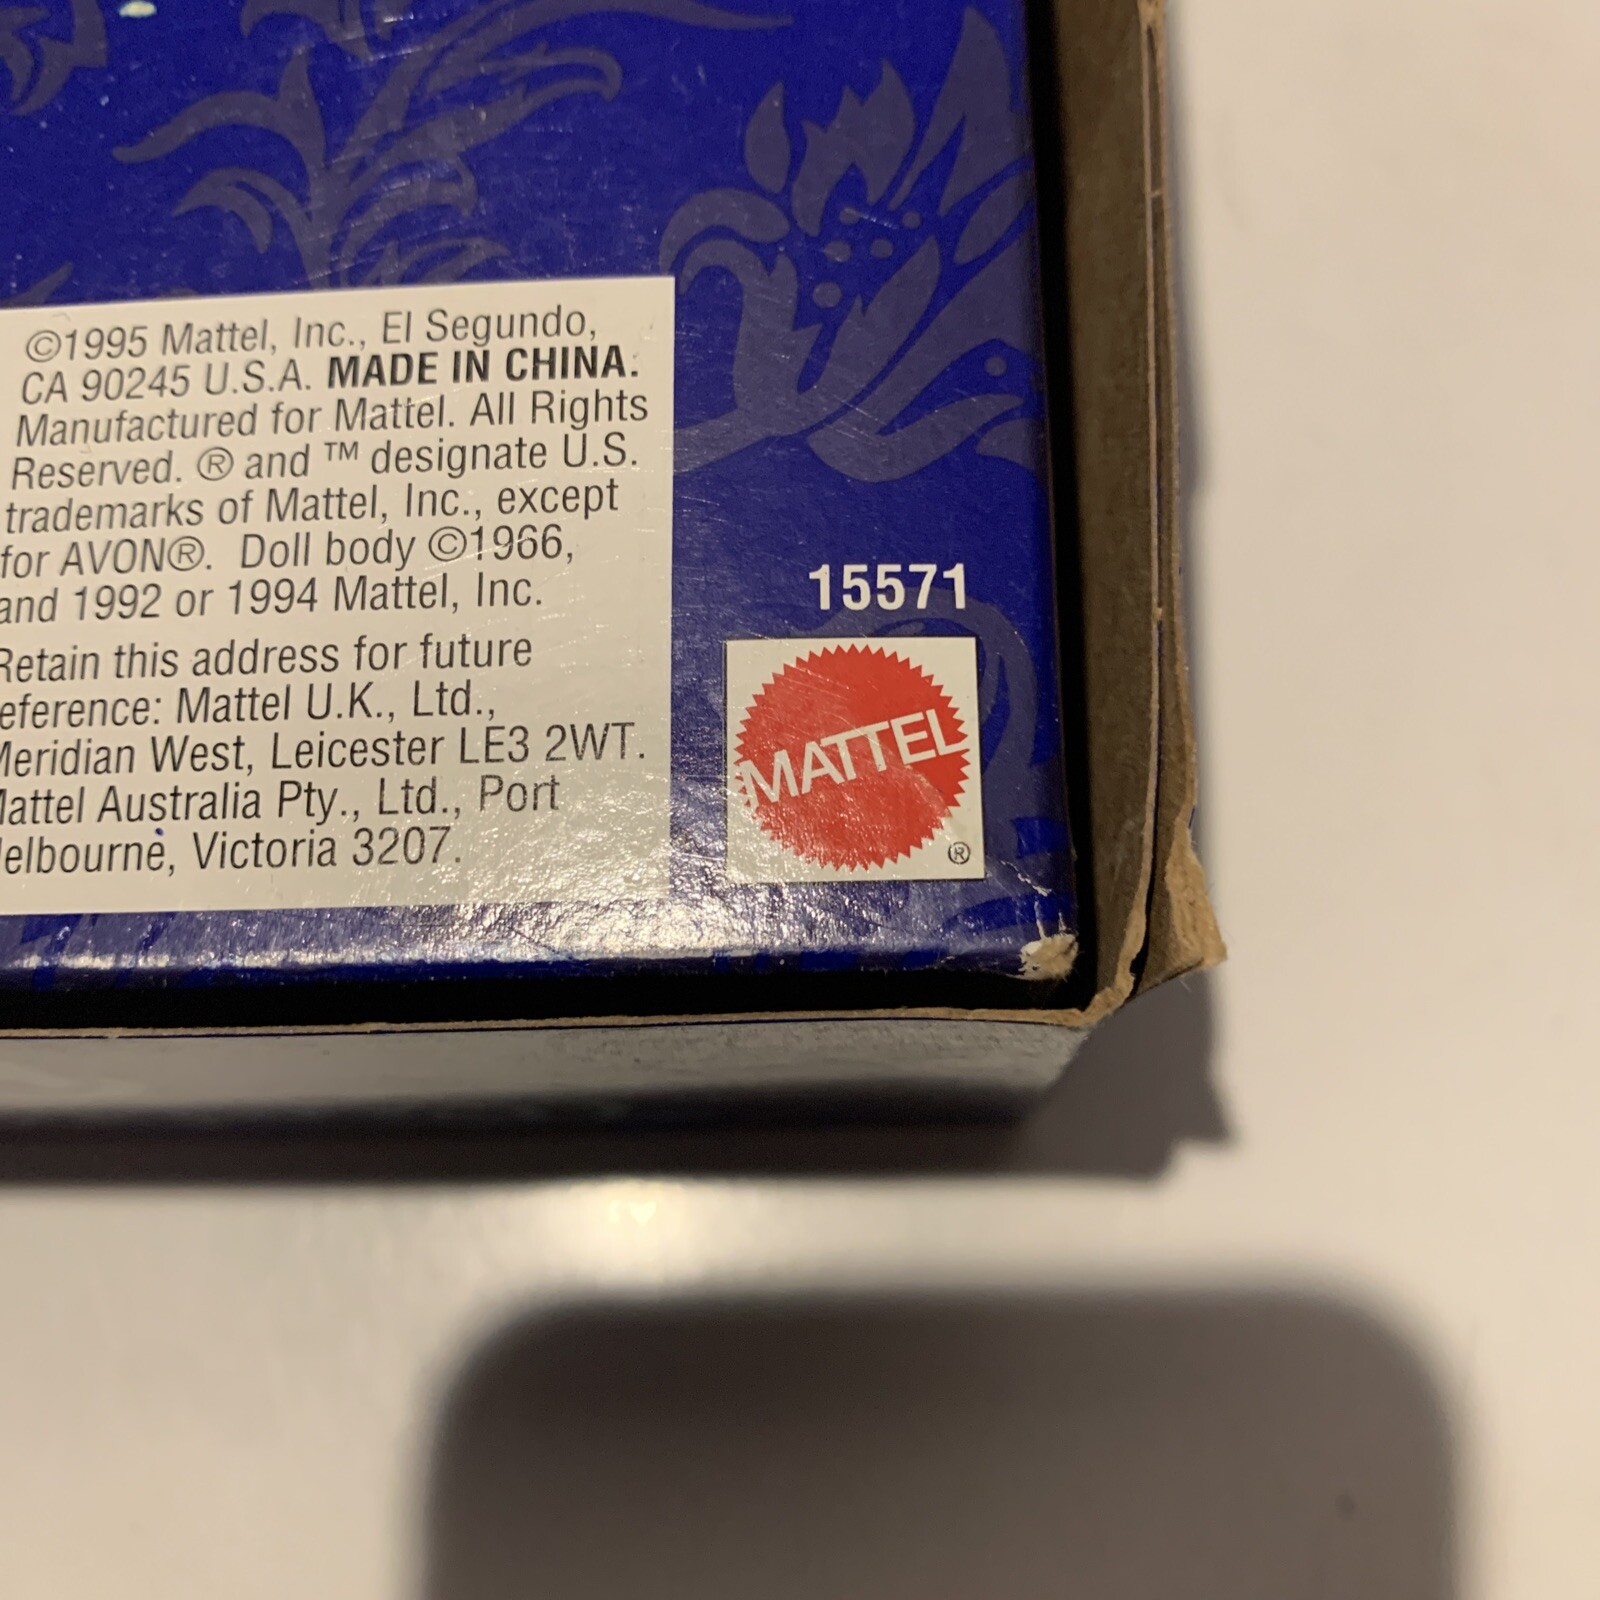 ©1995 Mattel, Inc., El Segundo,
CA 90245 U.S.A. MADE IN CHINA.
Manufactured for Mattel. All Rights
Reserved. ® and ™ designate U.S.
trademarks of Mattel, Inc., except
for AVON®. Doll body ©1966,
and 1992 or 1994 Mattel, Inc.
Retain this address for future
eference: Mattel U.K., Ltd.,
Meridian West, Leicester LE3 2WT.
Mattel Australia Pty., Ltd., Port
elbourne, Victoria 3207.
15571
MATTEL
®